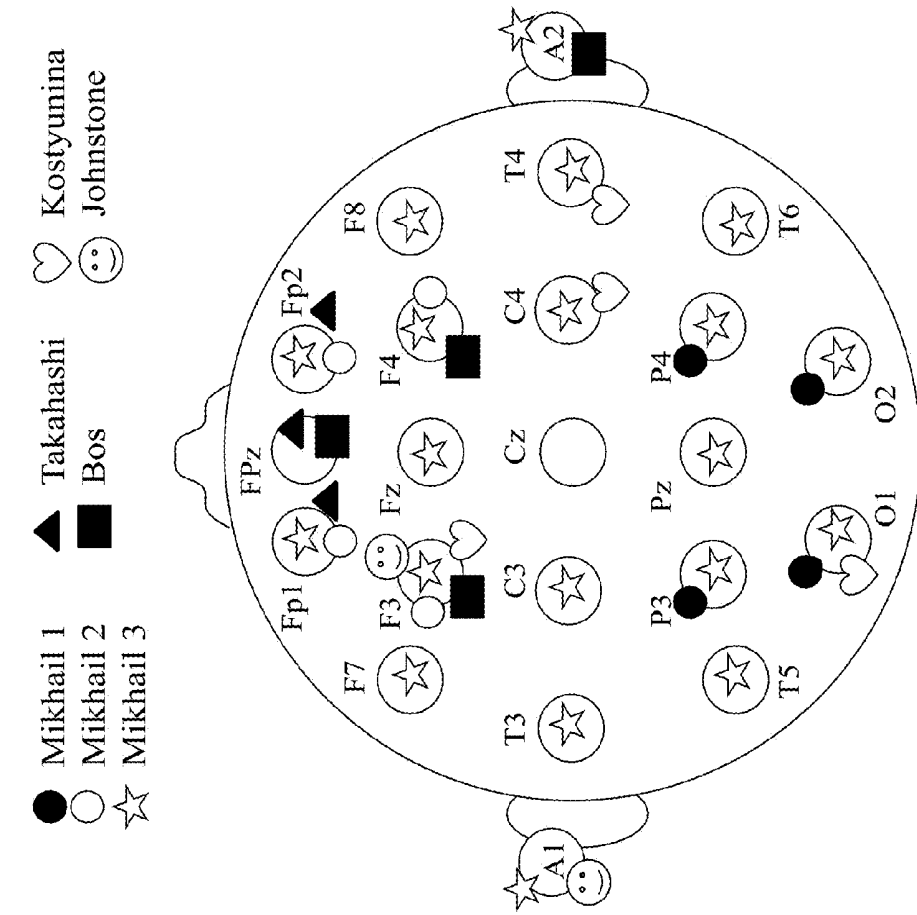 Mikhail 1
Mikhail 2
Mikhail 3
Takahashi
Bos
Kostyunina
Johnstone
Fp1
FPz
Fp2
F7
F3
Fz
F4
F8
A1
T3
C3
Cz
C4
T4
A2
T5
P3
Pz
P4
T6
O1
O2